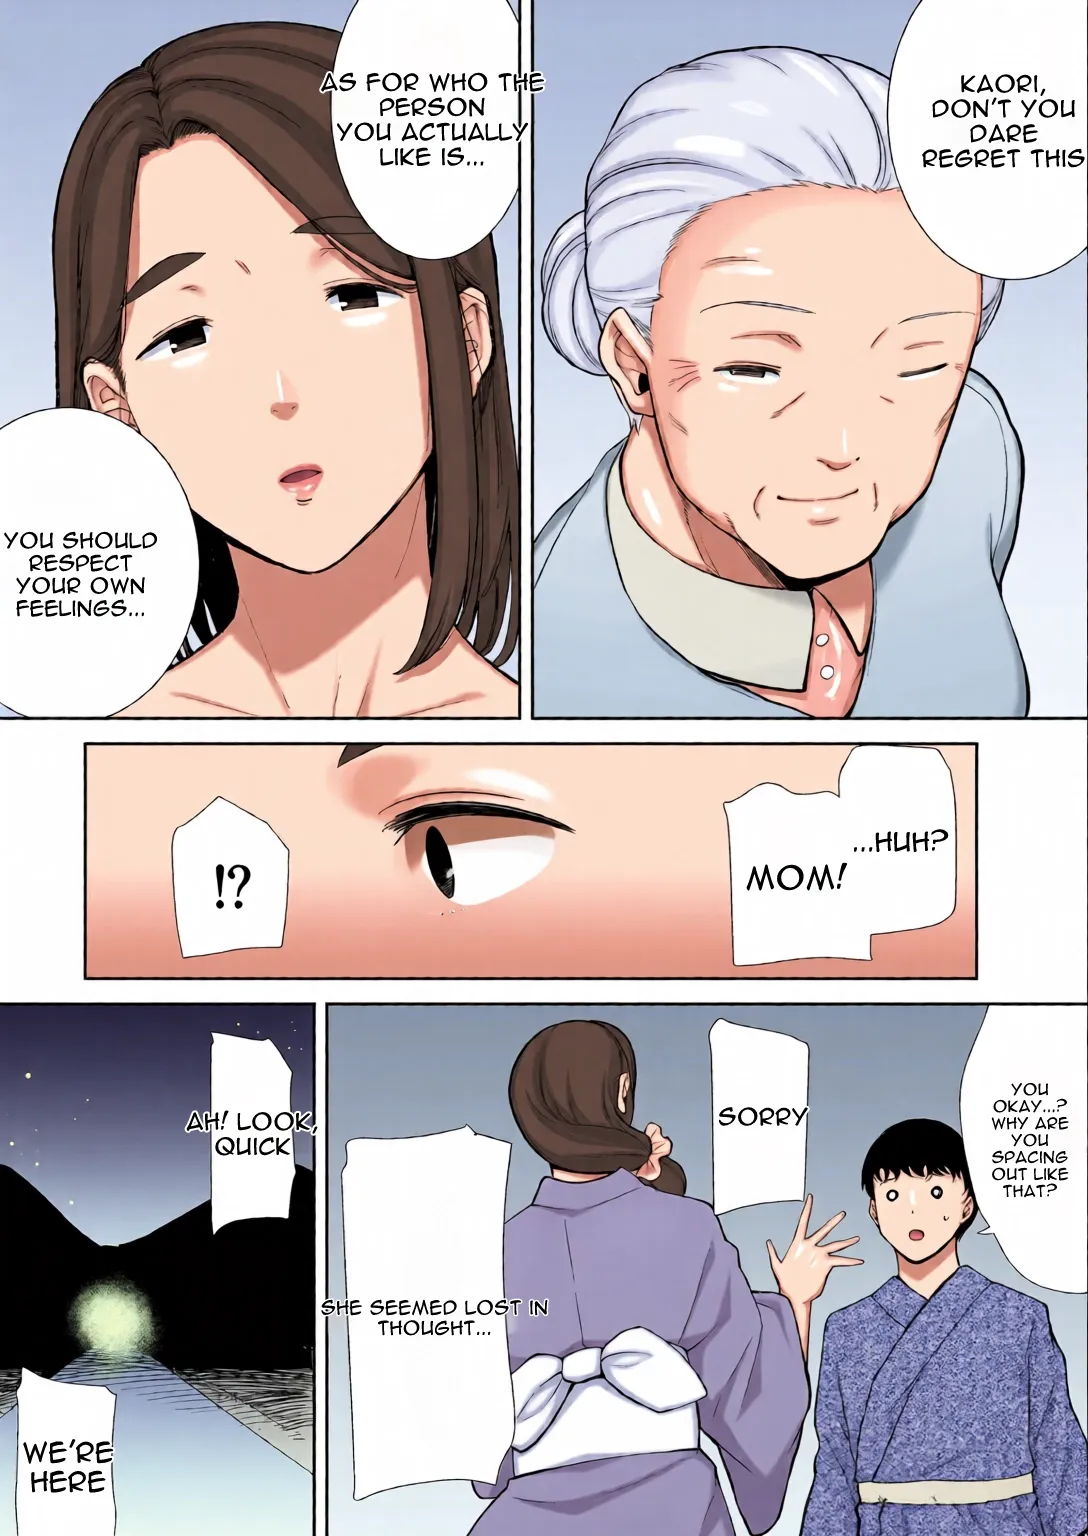 KAORI,
DON'T YOU
DARE
REGRET THIS
AS FOR WHO THE
PERSON
YOU ACTUALLY
LIKE IS...
YOU SHOULD
RESPECT
YOUR OWN
FEELINGS...
...HUH?
MOM!
!?
YOU
OKAY...?
WHY ARE
YOU
SPACING
OUT LIKE
THAT?
SORRY
SHE SEEMED LOST IN
THOUGHT...
AH! LOOK,
QUICK
WE'RE
HERE